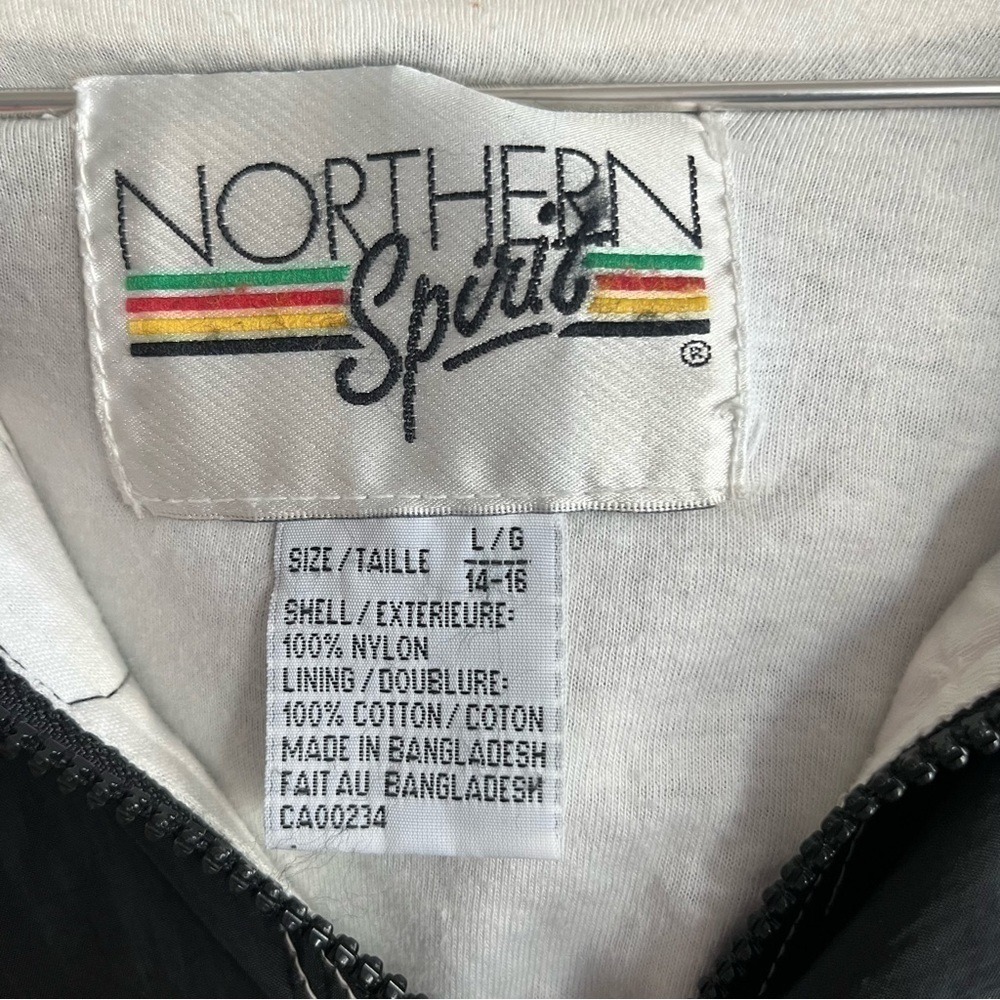 NORTHERN
Spirit
®
SIZE/TAILLE L/G
14-16
SHELL/EXTERIEURE:
100% NYLON
LINING/DOUBLURE:
100% COTTON/COTON
MADE IN BANGLADESH
FAIT AU BANGLADESH
CA00234